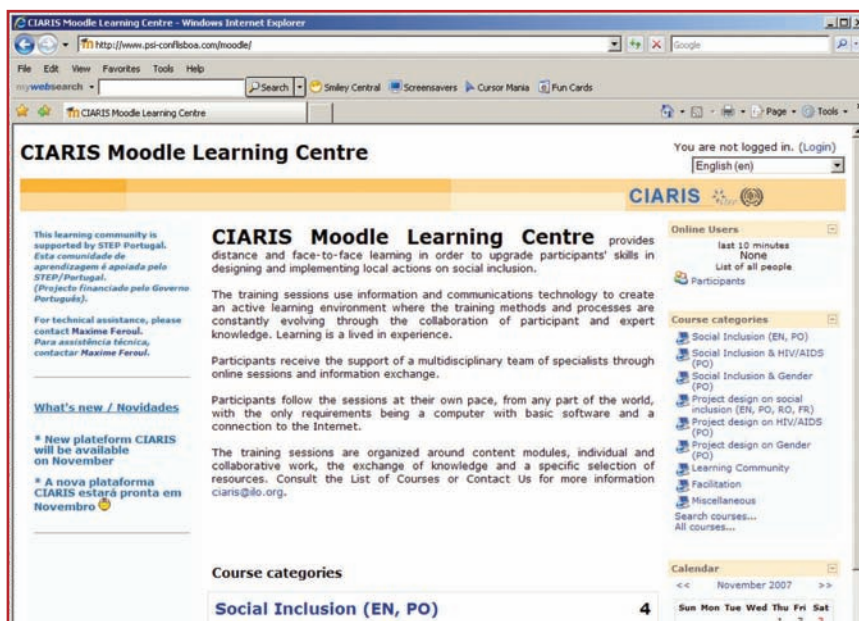 CIARIS Moodle Learning Centre - Windows Internet Explorer
http://www.psi-conflisboa.com/moodle/
Google
File Edit View Favorites Tools Help
mywebsearch
Search
Smiley Central
Screensavers
Cursor Mania
Fun Cards
CIARIS Moodle Learning Centre
Page
Tools
CIARIS Moodle Learning Centre
You are not logged in. (Login)
English (en)
CIARIS
This learning community is
supported by STEP Portugal.
Esta comunidade de
aprendizagem é apoiada pelo
STEP/Portugal.
(Projecto financiado pelo Governo
Português).
For technical assistance, please
contact Maxime Feroul.
Para assistência técnica,
contactar Maxime Feroul.
What's new / Novidades
* New plateform CIARIS
will be available
on November
* A nova plataforma
CIARIS estará pronta em
Novembro
CIARIS Moodle Learning Centre provides
distance and face-to-face learning in order to upgrade participants' skills in
designing and implementing local actions on social inclusion.
The training sessions use information and communications technology to create
an active learning environment where the training methods and processes are
constantly evolving through the collaboration of participant and expert
knowledge. Learning is a lived in experience.
Participants receive the support of a multidisciplinary team of specialists through
online sessions and information exchange.
Participants follow the sessions at their own pace, from any part of the world,
with the only requirements being a computer with basic software and a
connection to the Internet.
The training sessions are organized around content modules, individual and
collaborative work, the exchange of knowledge and a specific selection of
resources. Consult the List of Courses or Contact Us for more information
ciaris@ilo.org.
Course categories
Social Inclusion (EN, PO) 4
Online Users
last 10 minutes
None
List of all people
Participants
Course categories
Social Inclusion (EN, PO)
Social Inclusion & HIV/AIDS
(PO)
Social Inclusion & Gender
(PO)
Project design on social
inclusion (EN, PO, RO, FR)
Project design on HIV/AIDS
(PO)
Project design on Gender
(PO)
Learning Community
Facilitation
Miscellaneous
Search courses...
All courses...
Calendar
<< November 2007 >>
Sun Mon Tue Wed Thu Fri Sat